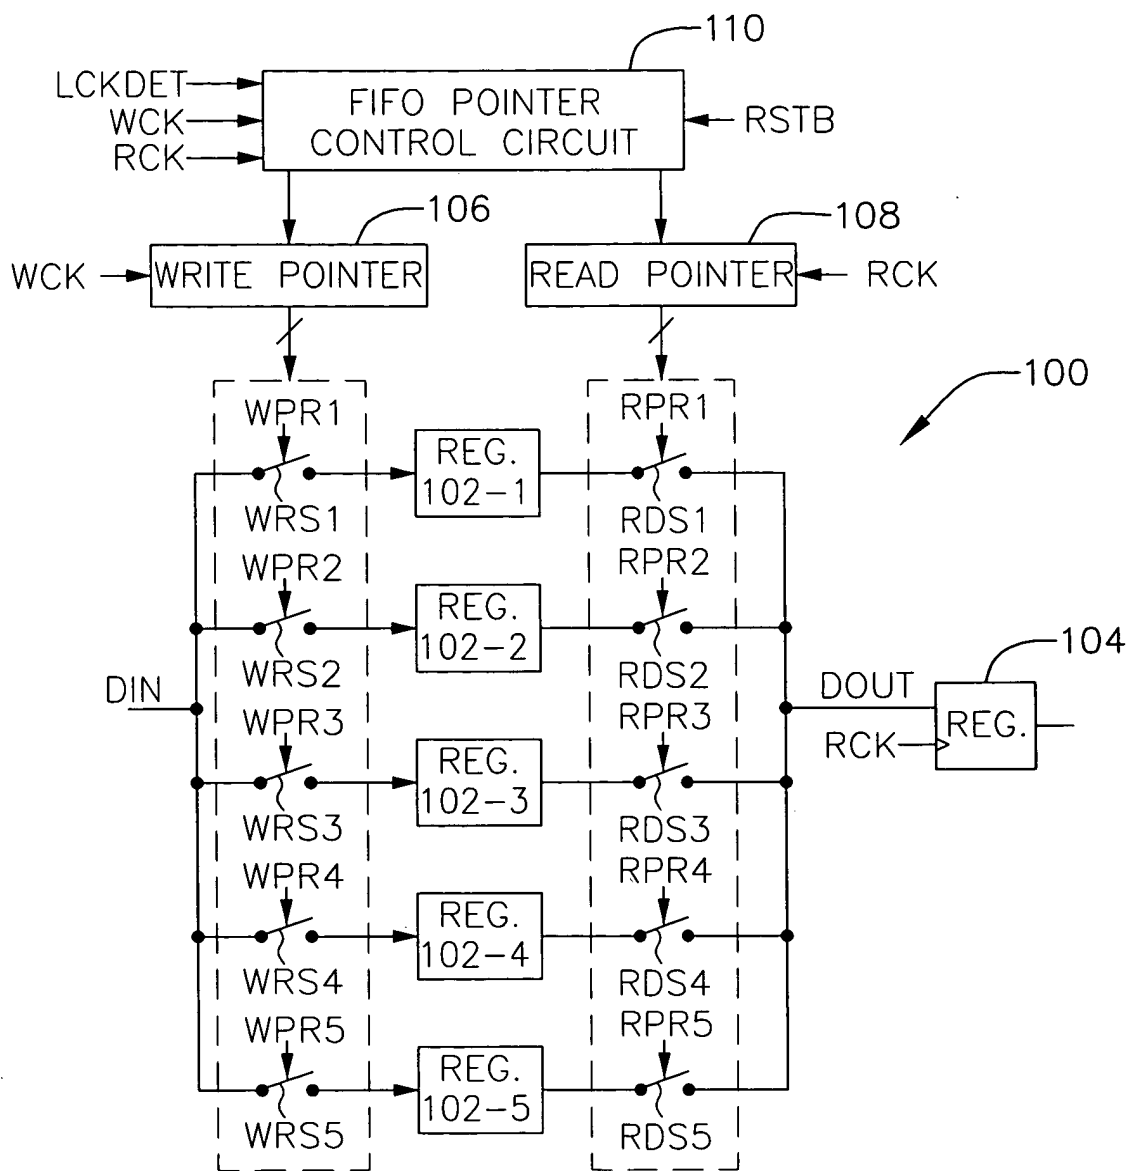 110
LCKDET
WCK
RCK
FIFO POINTER
CONTROL CIRCUIT
RSTB
106
108
WCK
WRITE POINTER
READ POINTER
RCK
100
WPR1
RPR1
REG.
102-1
WRS1
RDS1
WPR2
RPR2
REG.
102-2
WRS2
RDS2
104
DIN
WPR3
RPR3
DOUT
REG.
RCK
REG.
102-3
WRS3
RDS3
WPR4
RPR4
REG.
102-4
WRS4
RDS4
WPR5
RPR5
REG.
102-5
WRS5
RDS5